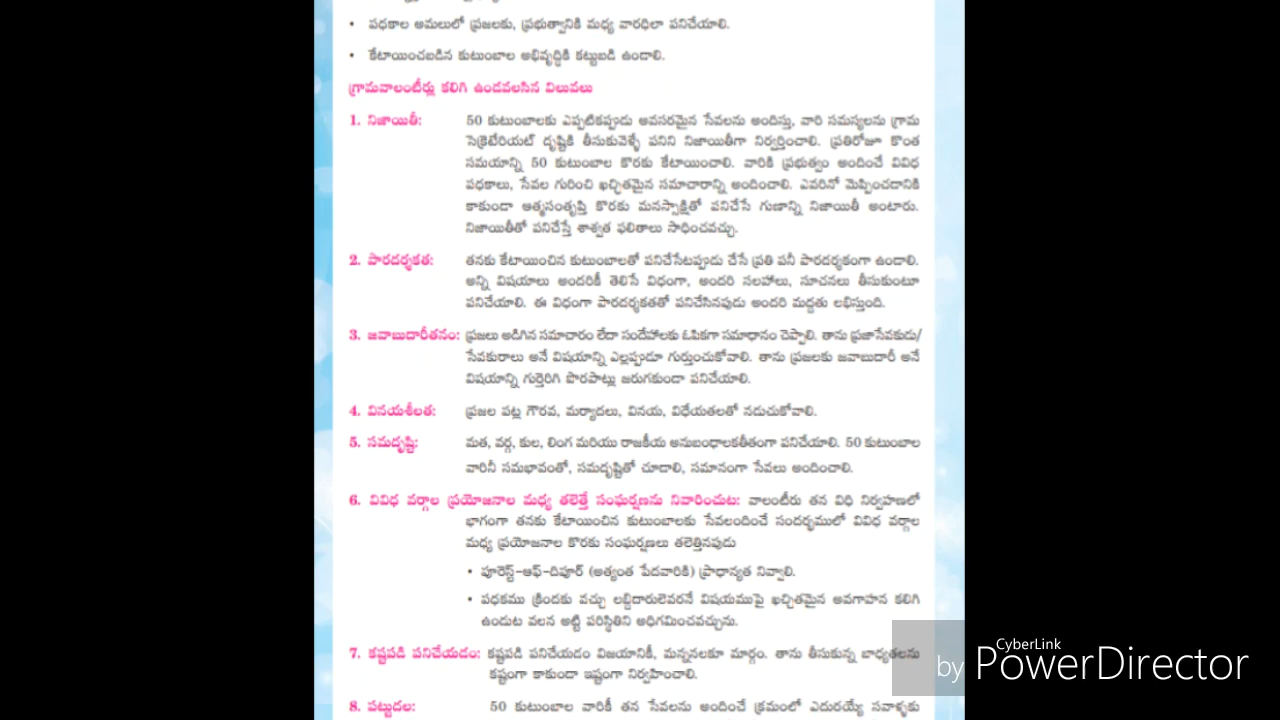 • పధకాల అమలులో ప్రజలకు, ప్రభుత్వానికి మధ్య వారధిలా పనిచేయాలి.
• కేటాయించబడిన కుటుంబాల అభివృద్ధికి కట్టుబడి ఉండాలి.
గ్రామవాలంటీర్లు కలిగి ఉండవలసిన విలువలు
1. నిజాయితీ: 50 కుటుంబాలకు ఎప్పటికప్పుడు అవసరమైన సేవలను అందిస్తు, వారి సమస్యలను గ్రామ
సెక్రెటేరియట్ దృష్టికి తీసుకువెళ్ళే పనిని నిజాయితీగా నిర్వర్తించాలి. ప్రతిరోజూ కొంత
సమయాన్ని 50 కుటుంబాల కొరకు కేటాయించాలి. వారికి ప్రభుత్వం అందించే వివిధ
పధకాలు, సేవల గురించి ఖచ్చితమైన సమాచారాన్ని అందించాలి. ఎవరినో మెప్పించడానికి
కాకుండా ఆత్మసంతృప్తి కొరకు మనస్సాక్షితో పనిచేసే గుణాన్ని నిజాయితీ అంటారు.
నిజాయితీతో పనిచేస్తే శాశ్వత ఫలితాలు సాధించవచ్చు.
2. పారదర్శకత: తనకు కేటాయించిన కుటుంబాలతో పనిచేసేటప్పుడు చేసే ప్రతి పనీ పారదర్శకంగా ఉండాలి.
అన్ని విషయాలు అందరికీ తెలిసే విధంగా, అందరి సలహాలు, సూచనలు తీసుకుంటూ
పనిచేయాలి. ఈ విధంగా పారదర్శకతతో పనిచేసినపుడు అందరి మద్దతు లభిస్తుంది.
3. జవాబుదారీతనం: ప్రజలు అడిగిన సమాచారం లేదా సందేహాలకు ఓపికగా సమాధానం చెప్పాలి. తాను ప్రజాసేవకుడు/
సేవకురాలు అనే విషయాన్ని ఎల్లప్పుడూ గుర్తుంచుకోవాలి. తాను ప్రజలకు జవాబుదారీ అనే
విషయాన్ని గుర్తెరిగి పొరపాట్లు జరుగకుండా పనిచేయాలి.
4. వినయశీలత: ప్రజల పట్ల గౌరవ, మర్యాదలు, వినయ, విధేయతలతో నడుచుకోవాలి.
5. సమదృష్టి: మత, వర్గ, కుల, లింగ మరియు రాజకీయ అనుబంధాలకతీతంగా పనిచేయాలి. 50 కుటుంబాల
వారినీ సమభావంతో, సమదృష్టితో చూడాలి, సమానంగా సేవలు అందించాలి.
6. వివిధ వర్గాల ప్రయోజనాల మధ్య తలెత్తే సంఘర్షణను నివారించుట: వాలంటీరు తన విధి నిర్వహణలో
భాగంగా తనకు కేటాయించిన కుటుంబాలకు సేవలందించే సందర్భములో వివిధ వర్గాల
మధ్య ప్రయోజనాల కొరకు సంఘర్షణలు తలెత్తినపుడు
• పూరెస్ట్-ఆఫ్-దిపూర్ (అత్యంత పేదవారికి) ప్రాధాన్యత నివ్వాలి.
• పధకము క్రిందకు వచ్చు లబ్దిదారులెవరనే విషయముపై ఖచ్చితమైన అవగాహన కలిగి
ఉండుట వలన అట్టి పరిస్థితిని అధిగమించవచ్చును.
7. కష్టపడి పనిచేయడం: కష్టపడి పనిచేయడం విజయానికీ, మన్ననలకూ మార్గం. తాను తీసుకున్న బాధ్యతలను
కష్టంగా కాకుండా ఇష్టంగా నిర్వహించాలి.
8. పట్టుదల: 50 కుటుంబాల వారికీ తన సేవలను అందించే క్రమంలో ఎదురయ్యే సవాళ్ళకు
by CyberLink PowerDirector